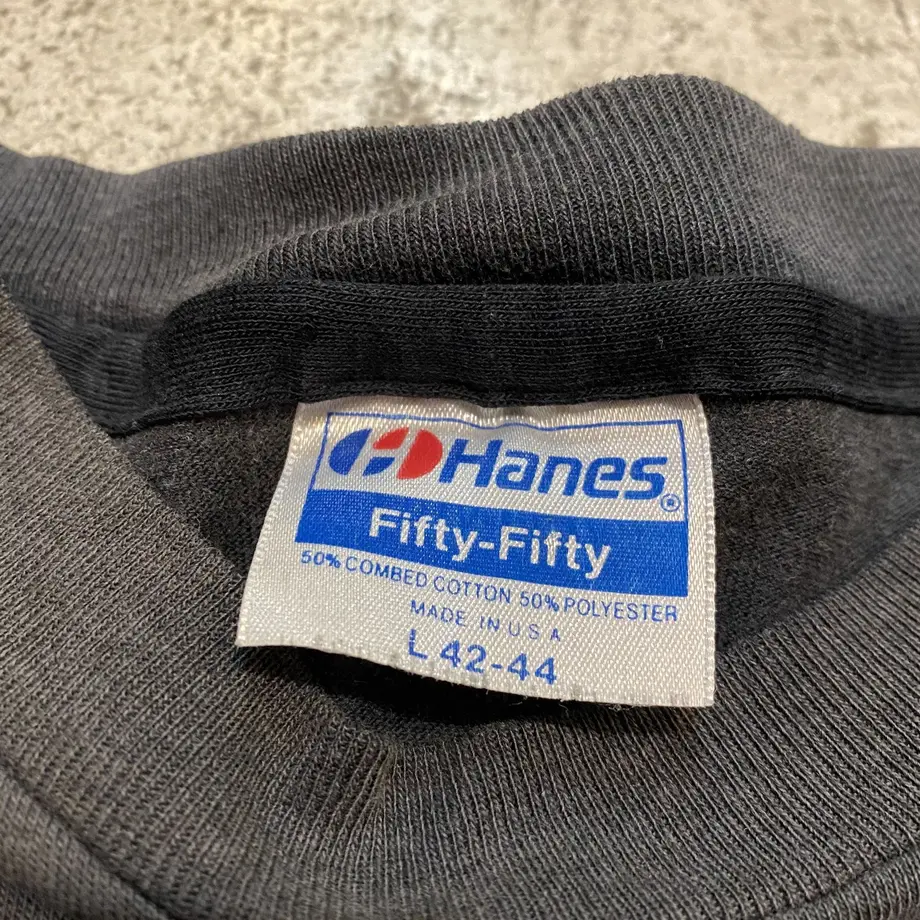 Hanes®
Fifty-Fifty
50% COMBED COTTON 50% POLYESTER
MADE IN U S A
L 42-44